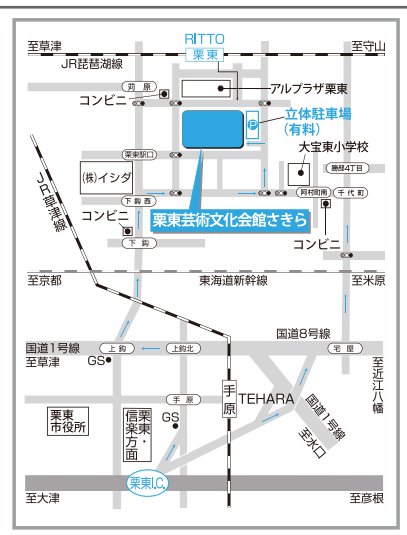 RITTO
栗東
至草津
至守山
JR琵琶湖線
苅原
アルプラザ栗東
コンビニ
立体駐車場
(有料)
P
大宝東小学校
栗東駅口
勝部4丁目
(株)イシダ
阿村町南
千代町
下鈎西
栗東芸術文化会館さきら
コンビニ
コンビニ
下鈎
JR草津線
至京都
東海道新幹線
至米原
国道8号線
国道1号線
上鈎
上鈎北
宅屋
至草津
GS
至近江八幡
手原
TEHARA
手原
栗東
市役所
栗東・
信楽方面
GS
国道1号線
至水口
栗東I.C.
至大津
至彦根